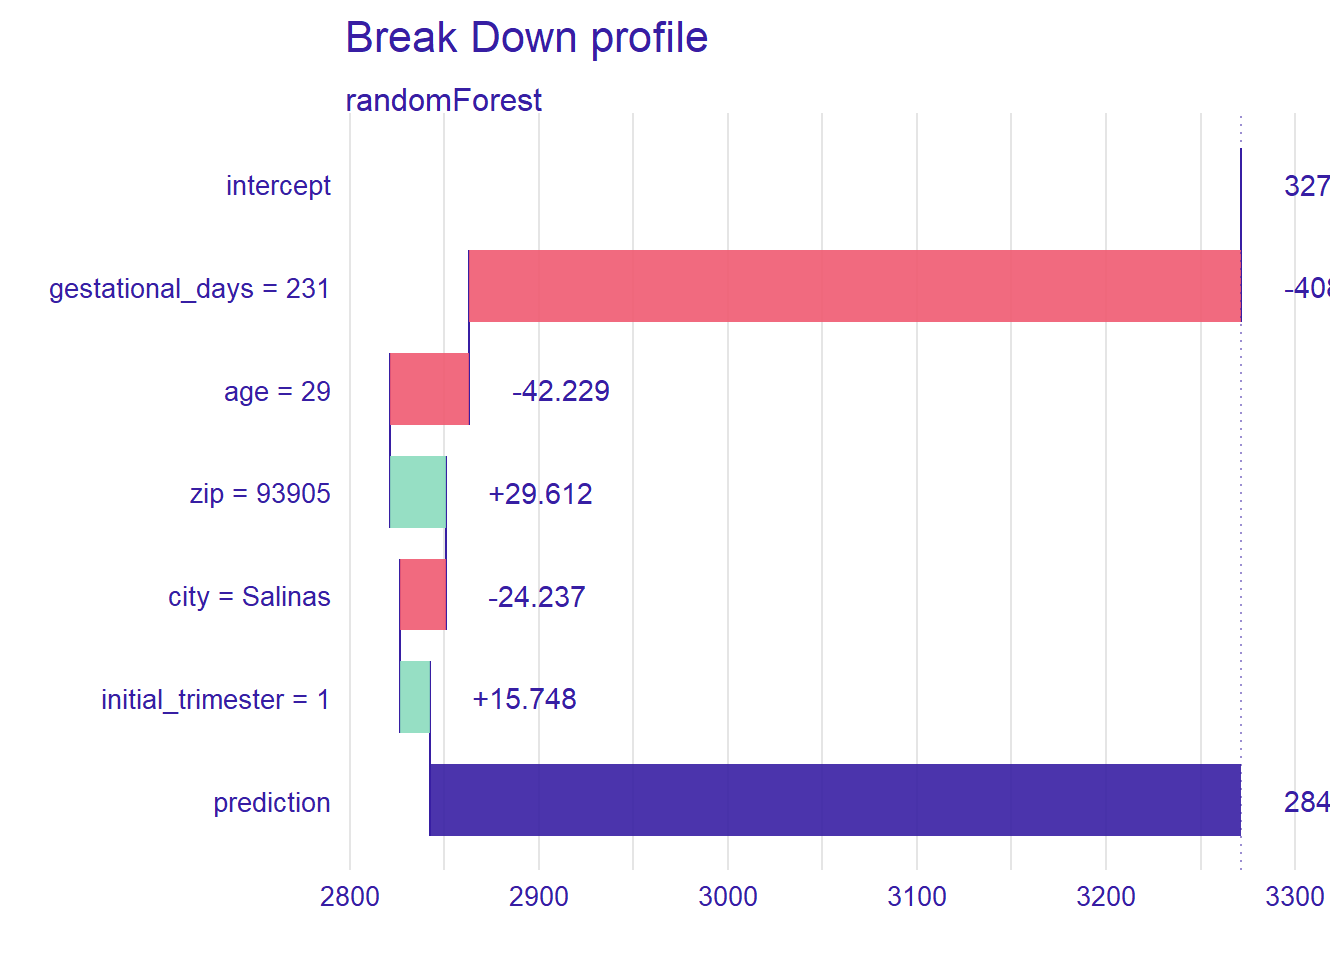 Break Down profile
randomForest
intercept 327
gestational_days = 231 -408
age = 29 -42.229
zip = 93905 +29.612
city = Salinas -24.237
initial_trimester = 1 +15.748
prediction 284
2800 2900 3000 3100 3200 3300